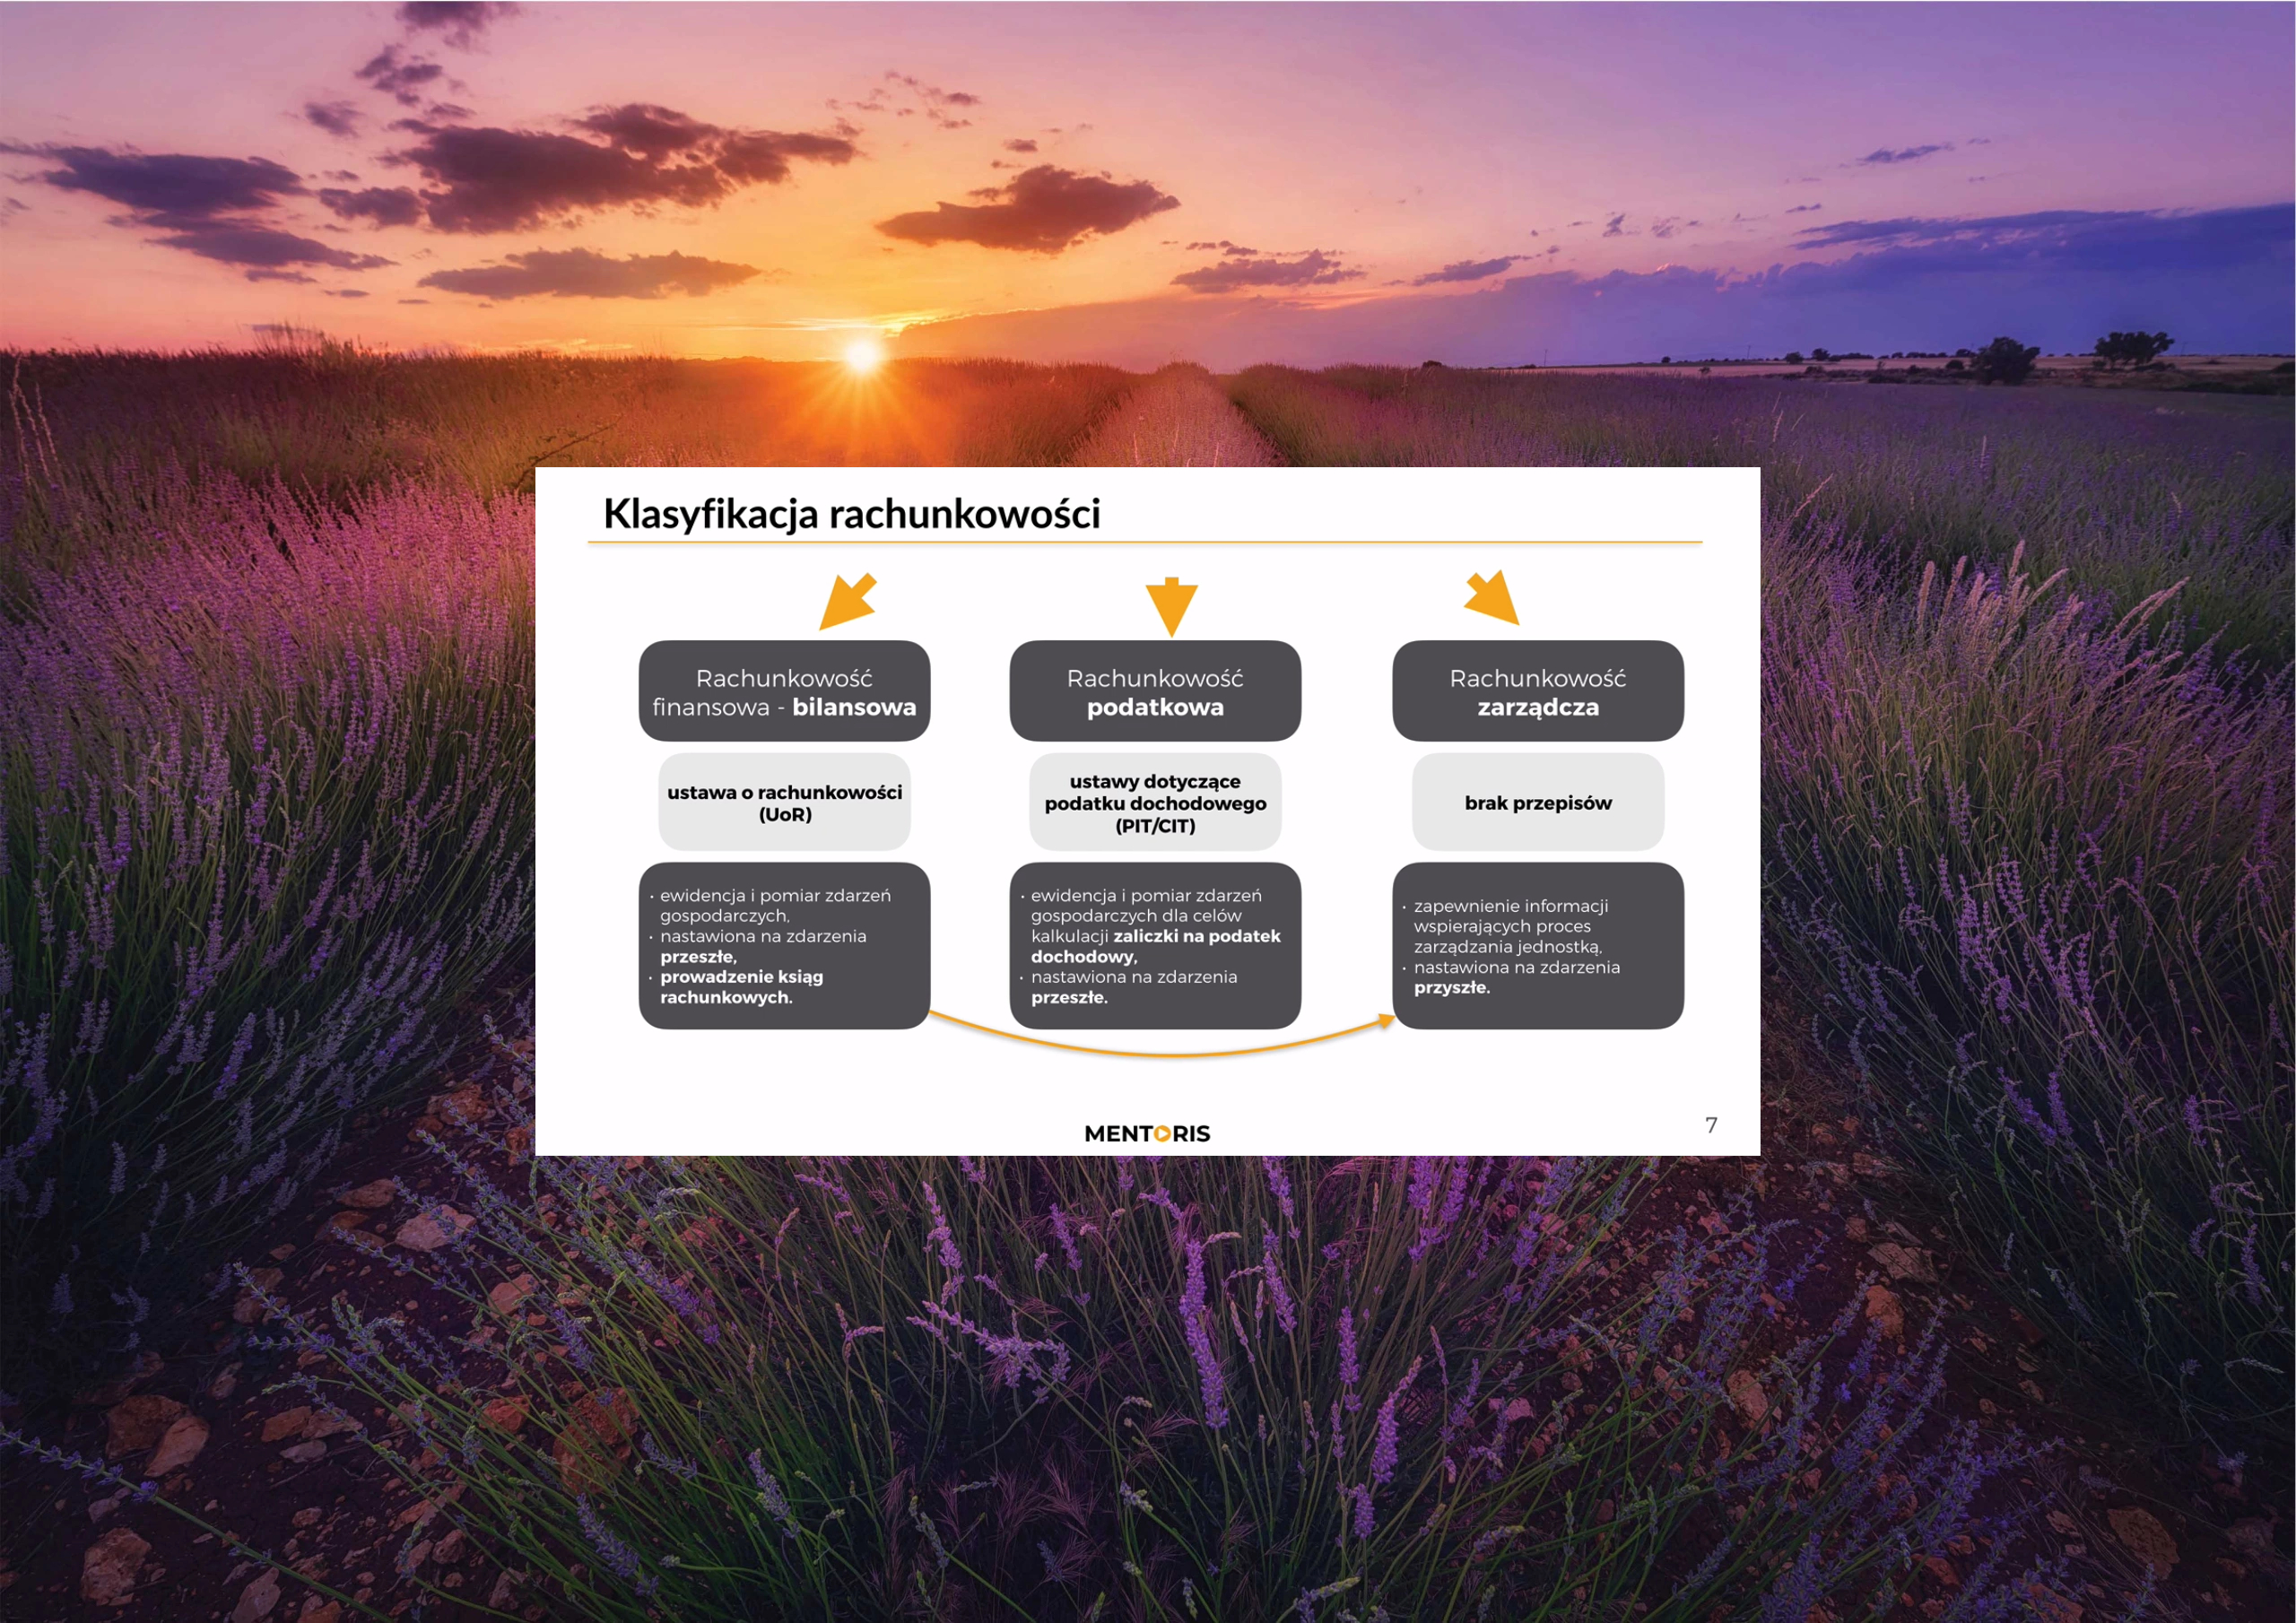 Klasyfikacja rachunkowości
Rachunkowość
finansowa - bilansowa
ustawa o rachunkowości
(UoR)
· ewidencja i pomiar zdarzeń
gospodarczych,
· nastawiona na zdarzenia
przeszłe,
· prowadzenie ksiąg
rachunkowych.
Rachunkowość
podatkowa
ustawy dotyczące
podatku dochodowego
(PIT/CIT)
· ewidencja i pomiar zdarzeń
gospodarczych dla celów
kalkulacji zaliczki na podatek
dochodowy,
· nastawiona na zdarzenia
przeszłe.
Rachunkowość
zarządcza
brak przepisów
· zapewnienie informacji
wspierających proces
zarządzania jednostką,
· nastawiona na zdarzenia
przyszłe.
MENTORIS
7